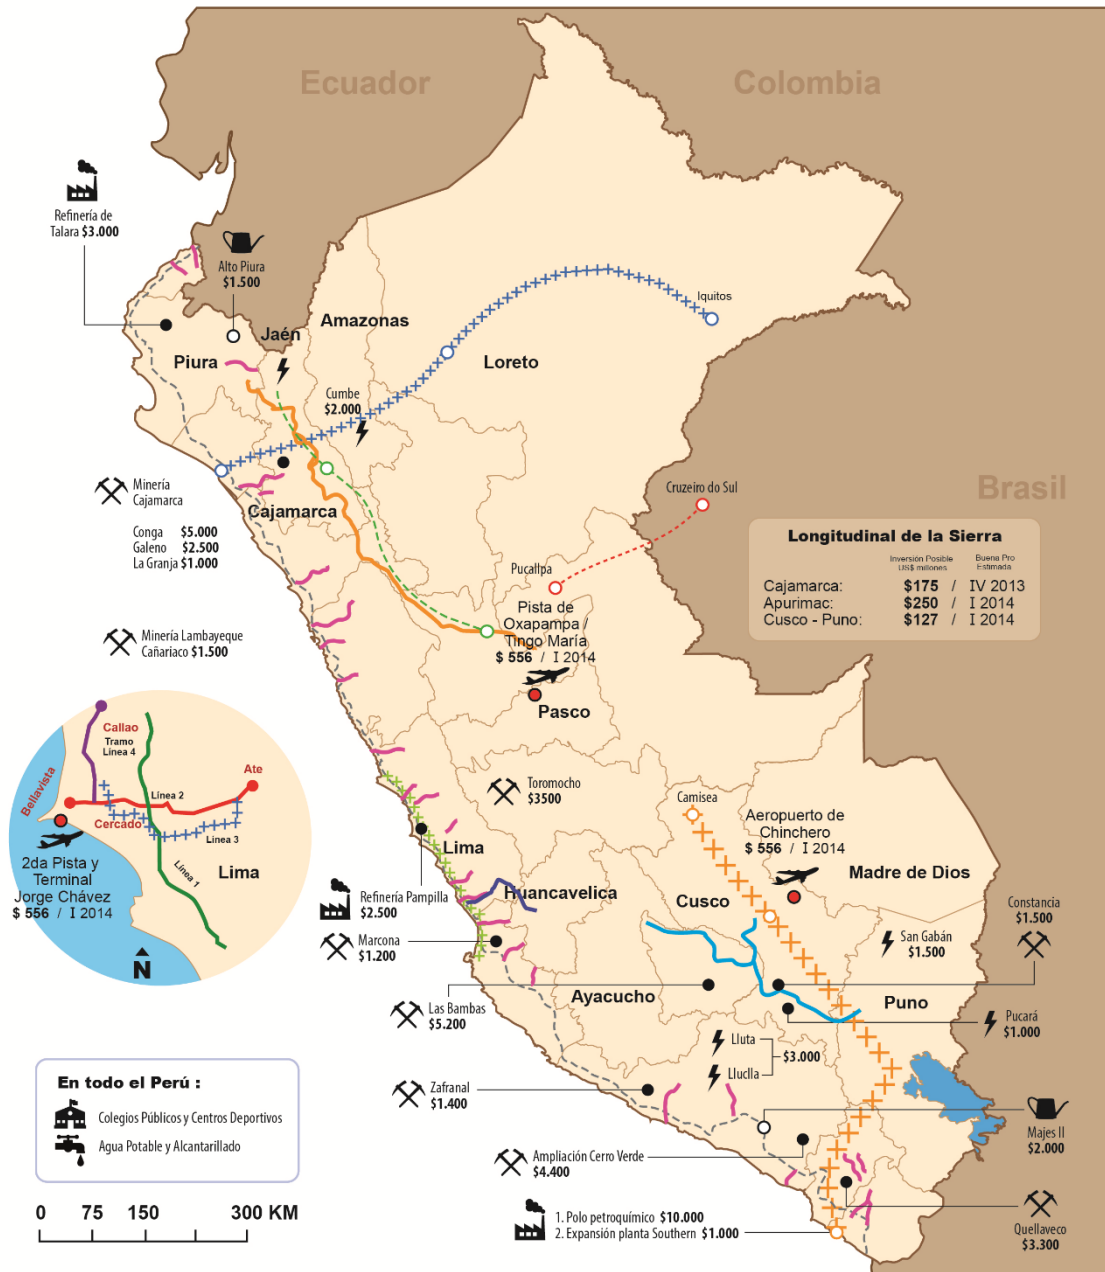 Ecuador
Colombia
Refinería de
Talara $3.000
Alto Piura
$1.500
Iquitos
Amazonas
Jaén
Piura
Loreto
Cumbe
$2.000
Cruzeiro do Sul
Brasil
Minería
Cajamarca
Conga $5.000
Galeno $2.500
La Granja $1.000
Cajamarca
Longitudinal de la Sierra
Inversión Posible
US$ millones
Buena Pro
Estimada
Cajamarca: $175 / IV 2013
Apurimac: $250 / I 2014
Cusco - Puno: $127 / I 2014
Pucallpa
Pista de
Oxapampa /
Tingo María
$ 556 / I 2014
Minería Lambayeque
Cañariaco $1.500
Pasco
Callao
Tramo
Línea 4
Ate
Bellavista
Línea 2
Cercado
Línea 3
Línea 1
Lima
2da Pista y
Terminal
Jorge Chávez
$ 556 / I 2014
N
Toromocho
$3500
Camisea
Aeropuerto de
Chinchero
$ 556 / I 2014
Lima
Madre de Dios
Refinería Pampilla
$2.500
Huancavelica
Cusco
Constancia
$1.500
Marcona
$1.200
San Gabán
$1.500
Ayacucho
Puno
Las Bambas
$5.200
Pucará
$1.000
Lluta
$3.000
Lluclla
Zafranal
$1.400
En todo el Perú :
Colegios Públicos y Centros Deportivos
Agua Potable y Alcantarillado
Majes II
$2.000
Ampliación Cerro Verde
$4.400
0 75 150 300 KM
1. Polo petroquímico $10.000
2. Expansión planta Southern $1.000
Quellaveco
$3.300